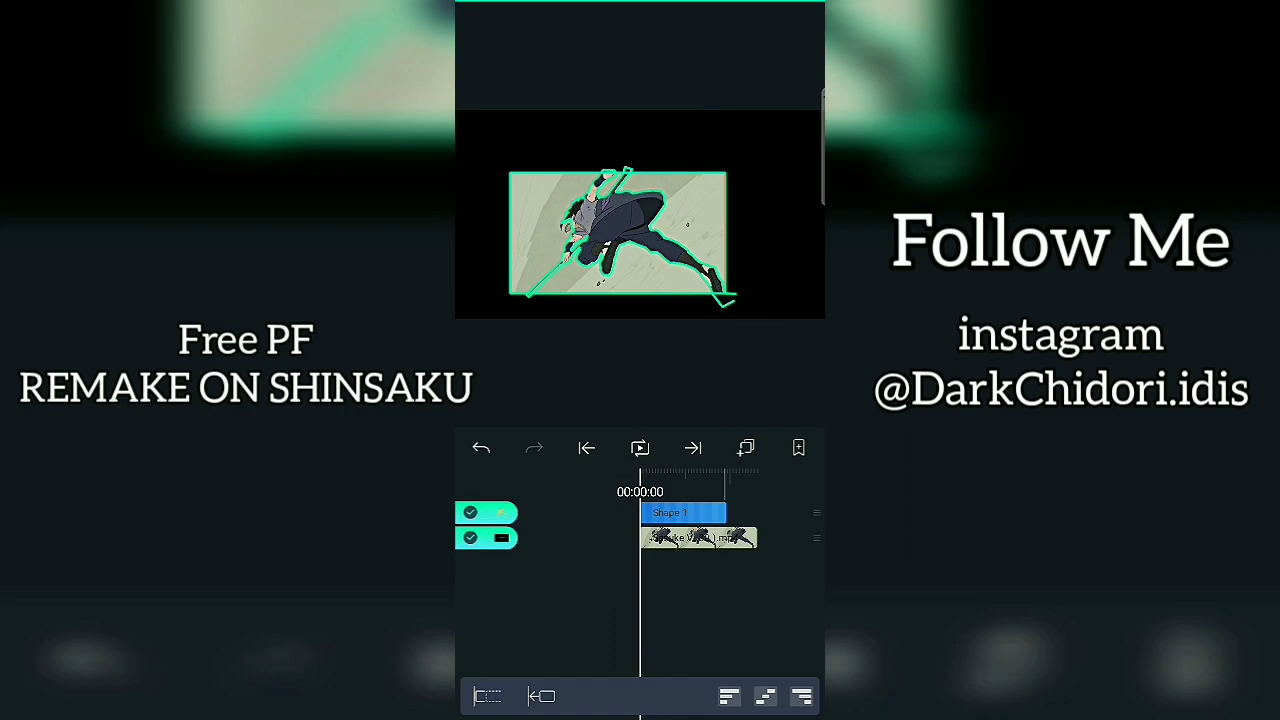 Follow Me
Free PF
REMAKE ON SHINSAKU
instagram
@DarkChidori.idis
00:00:00
Shape 1